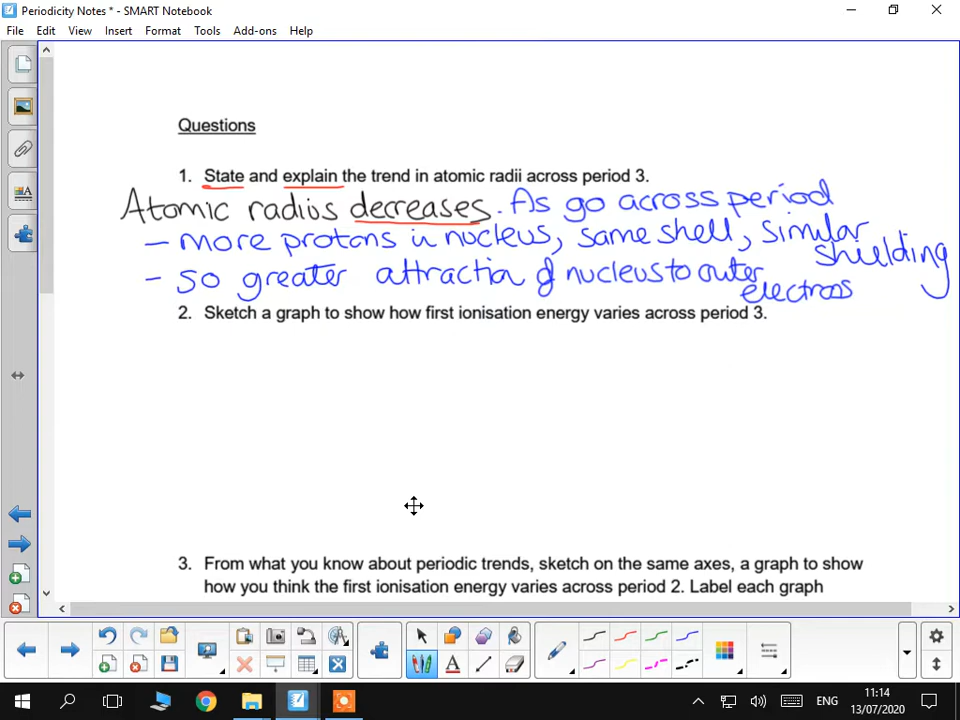 Periodicity Notes * - SMART Notebook
File Edit View Insert Format Tools Add-ons Help
Questions
1. State and explain the trend in atomic radii across period 3.
Atomic radius decreases. As go across period
- more protons in nucleus, same shell, similar
shielding
- so greater attraction of nucleus to outer
electrons
2. Sketch a graph to show how first ionisation energy varies across period 3.
3. From what you know about periodic trends, sketch on the same axes, a graph to show
how you think the first ionisation energy varies across period 2. Label each graph
ENG
11:14
13/07/2020